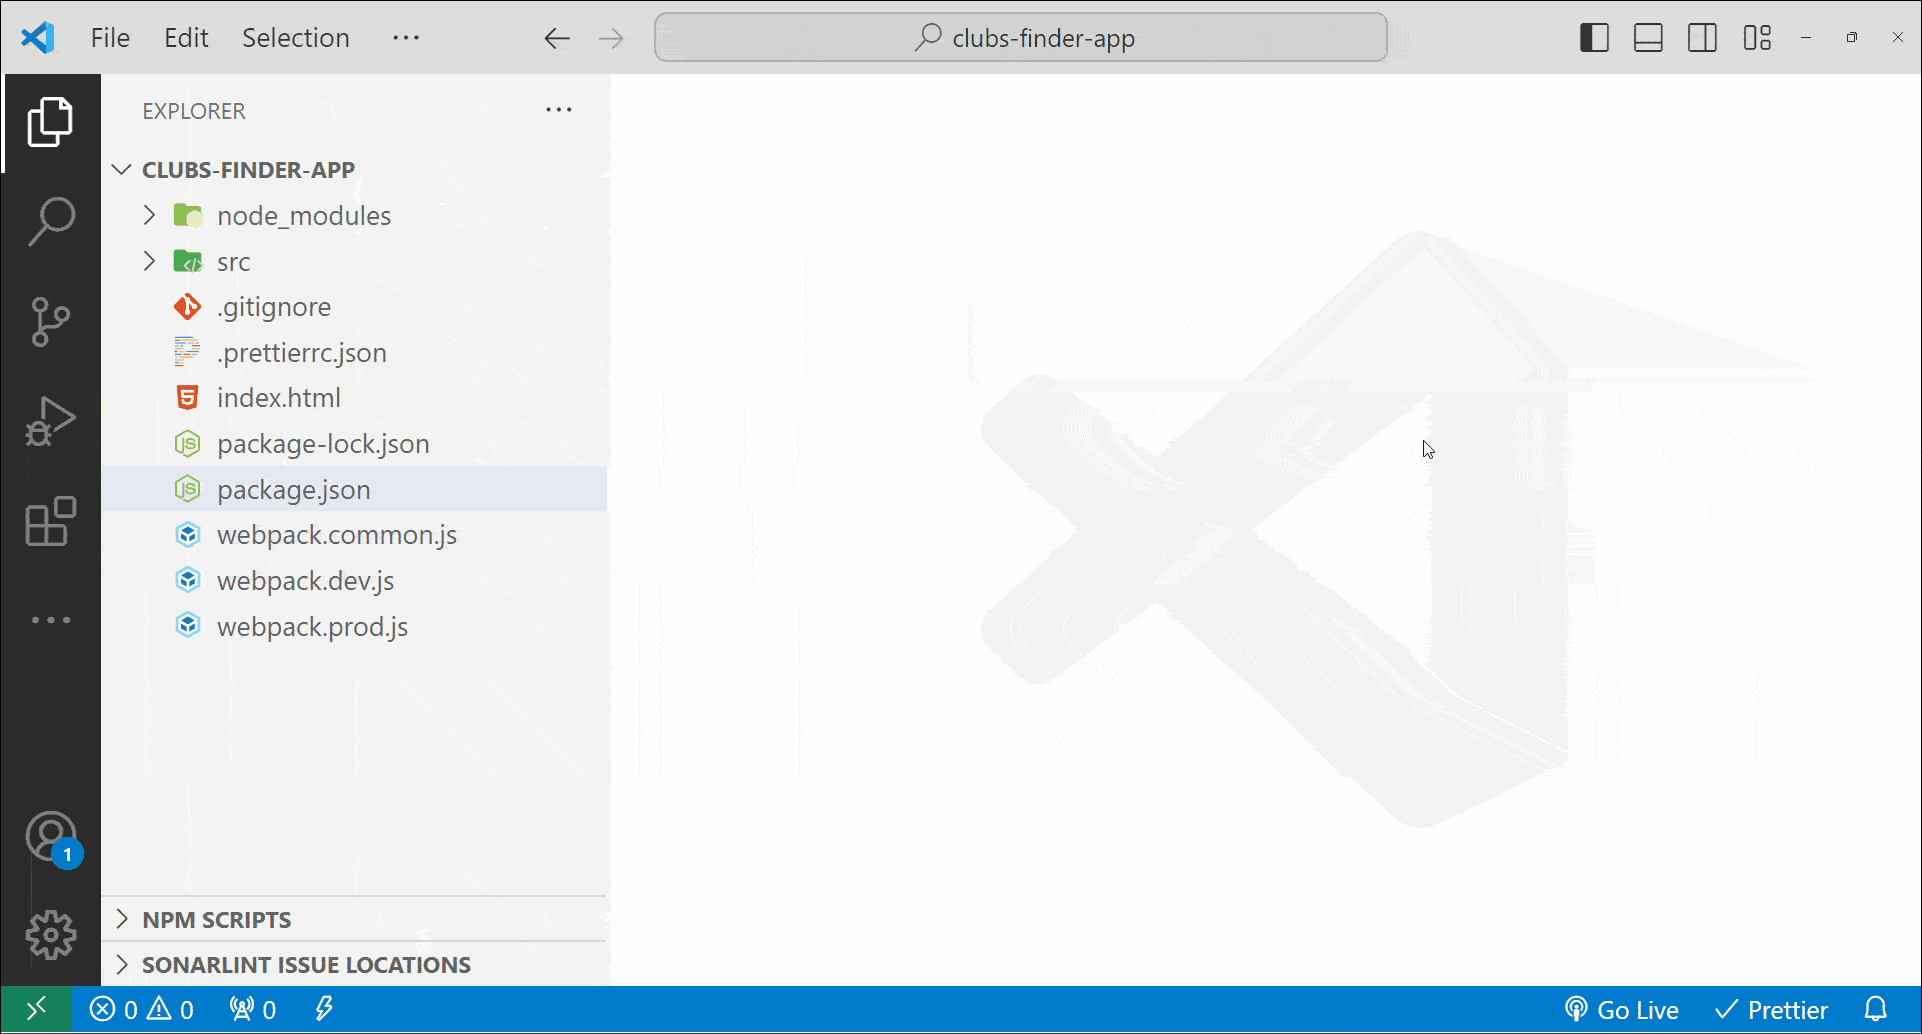 File Edit Selection ··· clubs-finder-app
EXPLORER ···
CLUBS-FINDER-APP
node_modules
src
.gitignore
.prettierrc.json
index.html
package-lock.json
package.json
webpack.common.js
webpack.dev.js
webpack.prod.js
1
NPM SCRIPTS
SONARLINT ISSUE LOCATIONS
0 0 0 Go Live Prettier